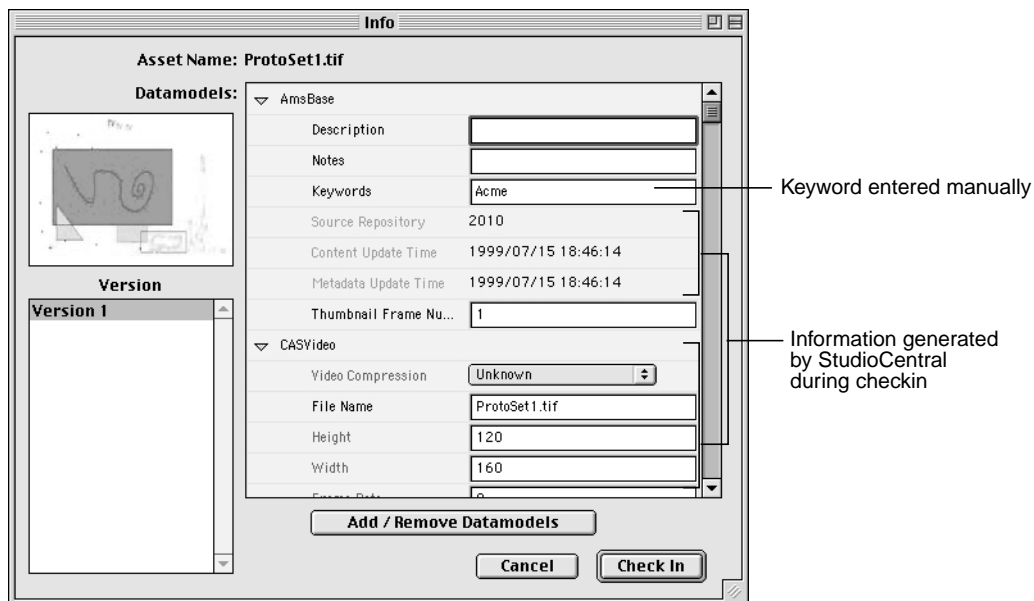 Info
Asset Name: ProtoSet1.tif
Datamodels:
AmsBase
Description
Notes
Keywords Acme
Keyword entered manually
Source Repository 2010
Content Update Time 1999/07/15 18:46:14
Metadata Update Time 1999/07/15 18:46:14
Thumbnail Frame Nu... 1
Version
Version 1
CASVideo
Video Compression Unknown
File Name ProtoSet1.tif
Height 120
Width 160
Information generated
by StudioCentral
during checkin
Add / Remove Datamodels
Cancel Check In